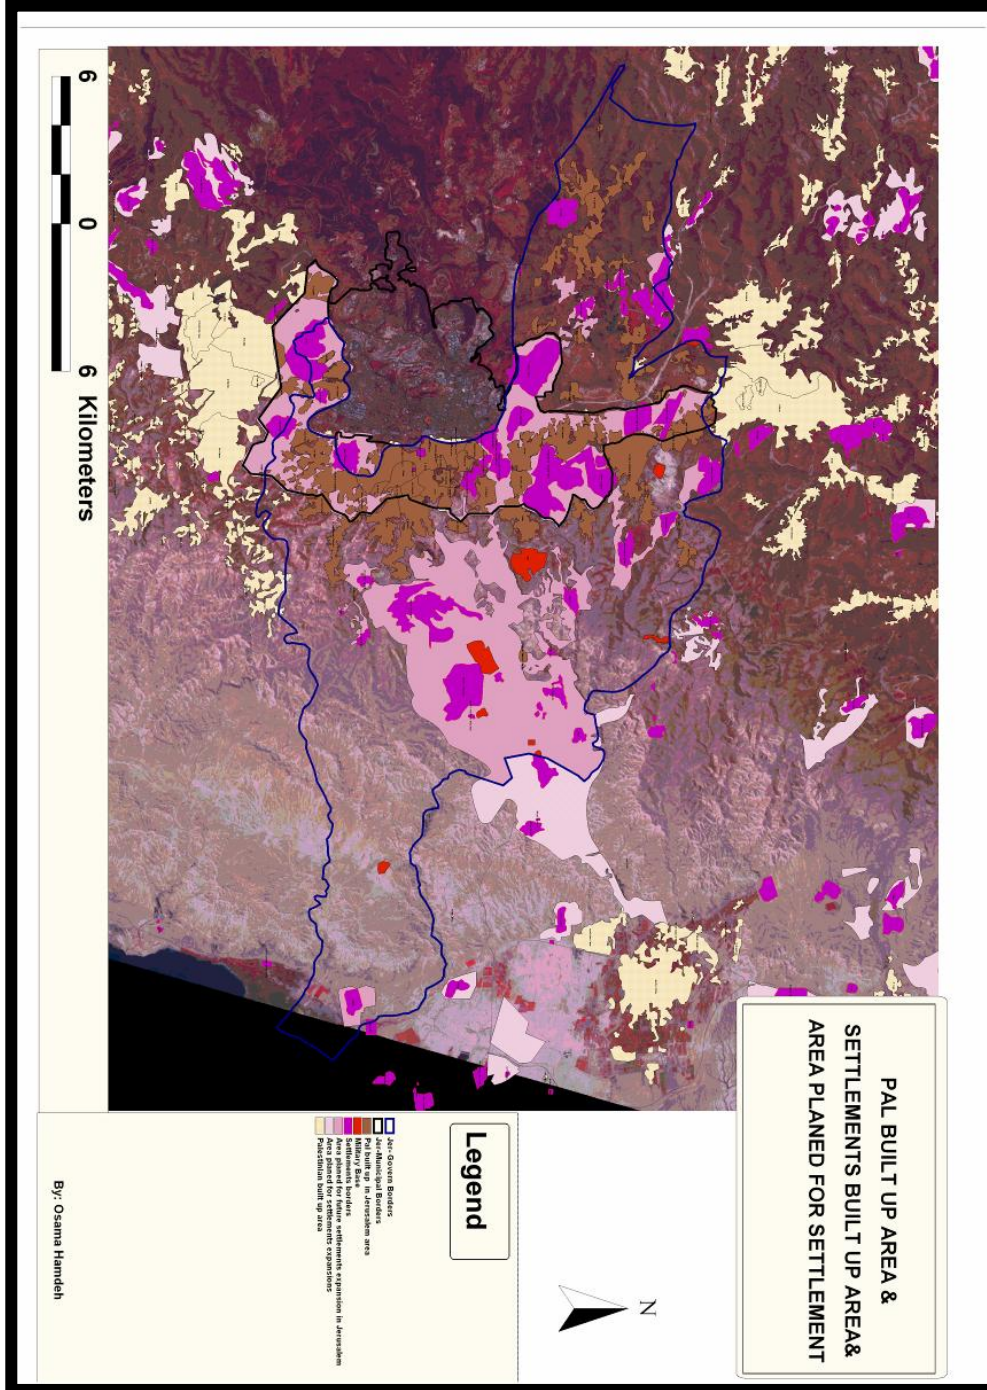 PAL BUILT UP AREA &
SETTLEMENTS BUILT UP AREA&
AREA PLANED FOR SETTLEMENT
6 0 6 Kilometers
Legend
Jer- Govern Borders
Jer-Municipal Borders
Pal built up in Jerusalem area
Military Base
Settlements borders
Area planed for future settlements expansion in Jerusalem
Area planed for settlements expansions
Palestinian built up area
N
By: Osama Hamdeh